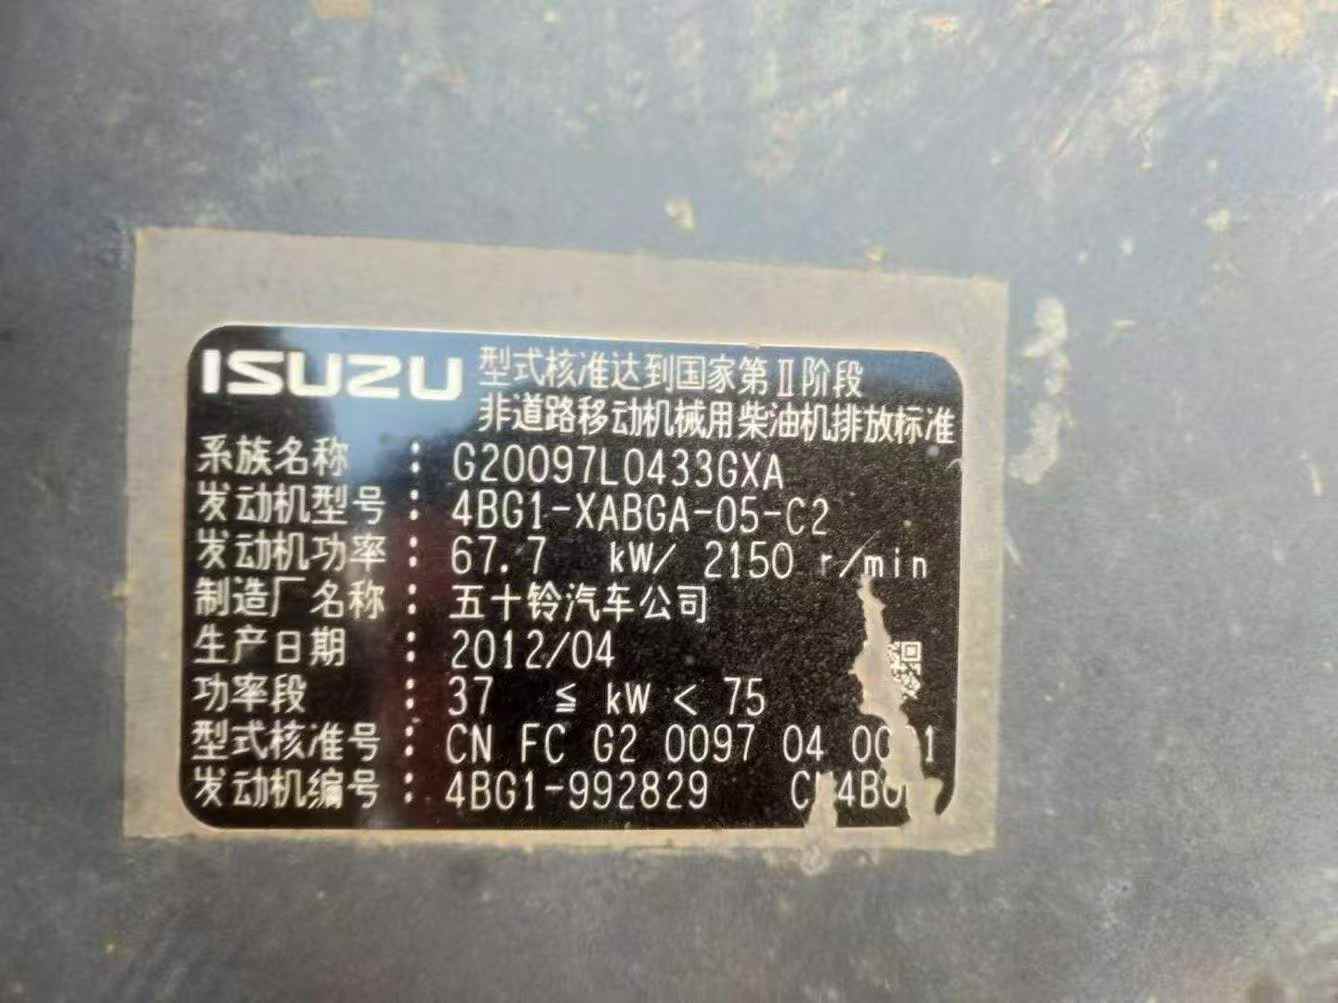 ISUZU 型式核准达到国家第Ⅱ阶段
非道路移动机械用柴油机排放标准
系族名称 : G20097L0433GXA
发动机型号 : 4BG1-XABGA-05-C2
发动机功率 : 67.7 kW/ 2150 r/min
制造厂名称 : 五十铃汽车公司
生产日期 : 2012/04
功率段 : 37 ≦ kW < 75
型式核准号 : CN FC G2 0097 04
发动机编号 : 4BG1-992829